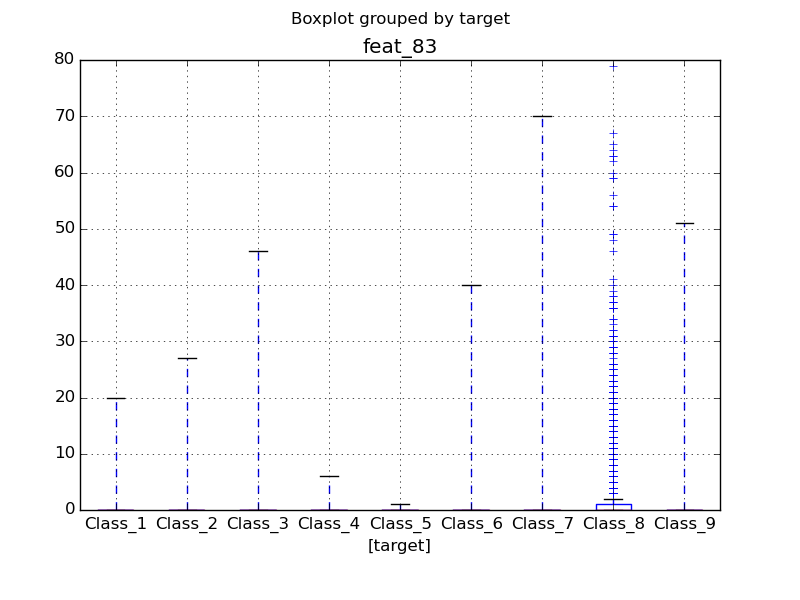 Boxplot grouped by target
feat_83
80
70
60
50
40
30
20
10
0
Class_1 Class_2 Class_3 Class_4 Class_5 Class_6 Class_7 Class_8 Class_9
[target]